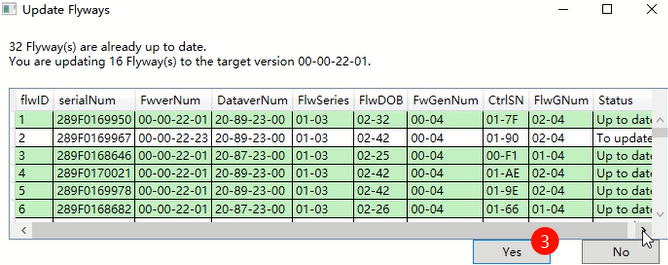 Update Flyways
32 Flyway(s) are already up to date.
You are updating 16 Flyway(s) to the target version 00-00-22-01.
flwID serialNum FwverNum DataverNum FlwSeries FlwDOB FwGenNum CtrlSN FlwGNum Status
1 289F0169950 00-00-22-01 20-89-23-00 01-03 02-32 00-04 01-7F 02-04 Up to date
2 289F0169967 00-00-22-23 20-89-23-00 01-03 02-42 00-04 01-90 02-04 To update
3 289F0168646 00-00-22-01 20-87-23-00 01-03 02-25 00-04 00-F1 01-04 Up to date
4 289F0170021 00-00-22-01 20-89-23-00 01-03 02-42 00-04 01-AE 02-04 Up to date
5 289F0169978 00-00-22-01 20-89-23-00 01-03 02-42 00-04 01-9E 02-04 Up to date
6 289F0168682 00-00-22-01 20-87-23-00 01-03 02-26 00-04 01-66 01-04 Up to date
3
Yes No